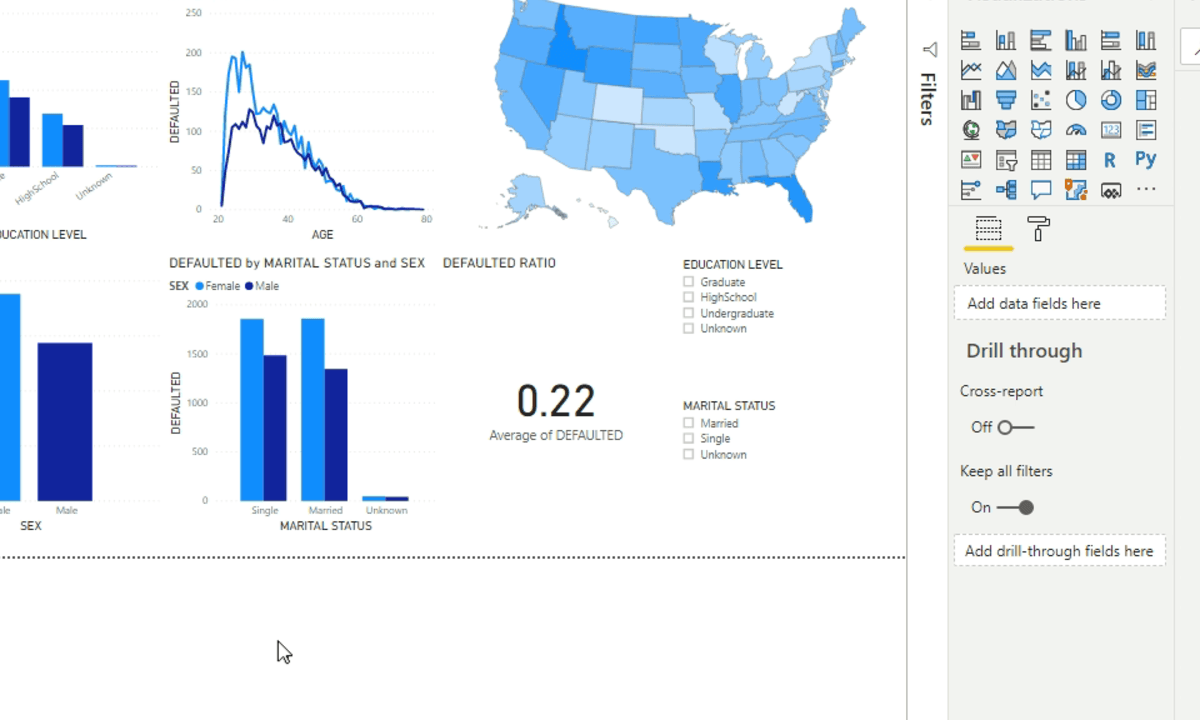 250
200
150
100
50
0
DEFAULTED
20
40
60
80
AGE
HighSchool
Unknown
UCATION LEVEL
DEFAULTED by MARITAL STATUS and SEX
SEX Female Male
2000
1500
1000
500
0
DEFAULTED
Single
Married
Unknown
MARITAL STATUS
ale
Male
SEX
DEFAULTED RATIO
0.22
Average of DEFAULTED
EDUCATION LEVEL
Graduate
HighSchool
Undergraduate
Unknown
MARITAL STATUS
Married
Single
Unknown
Filters
123
R
Py
Values
Add data fields here
Drill through
Cross-report
Off
Keep all filters
On
Add drill-through fields here